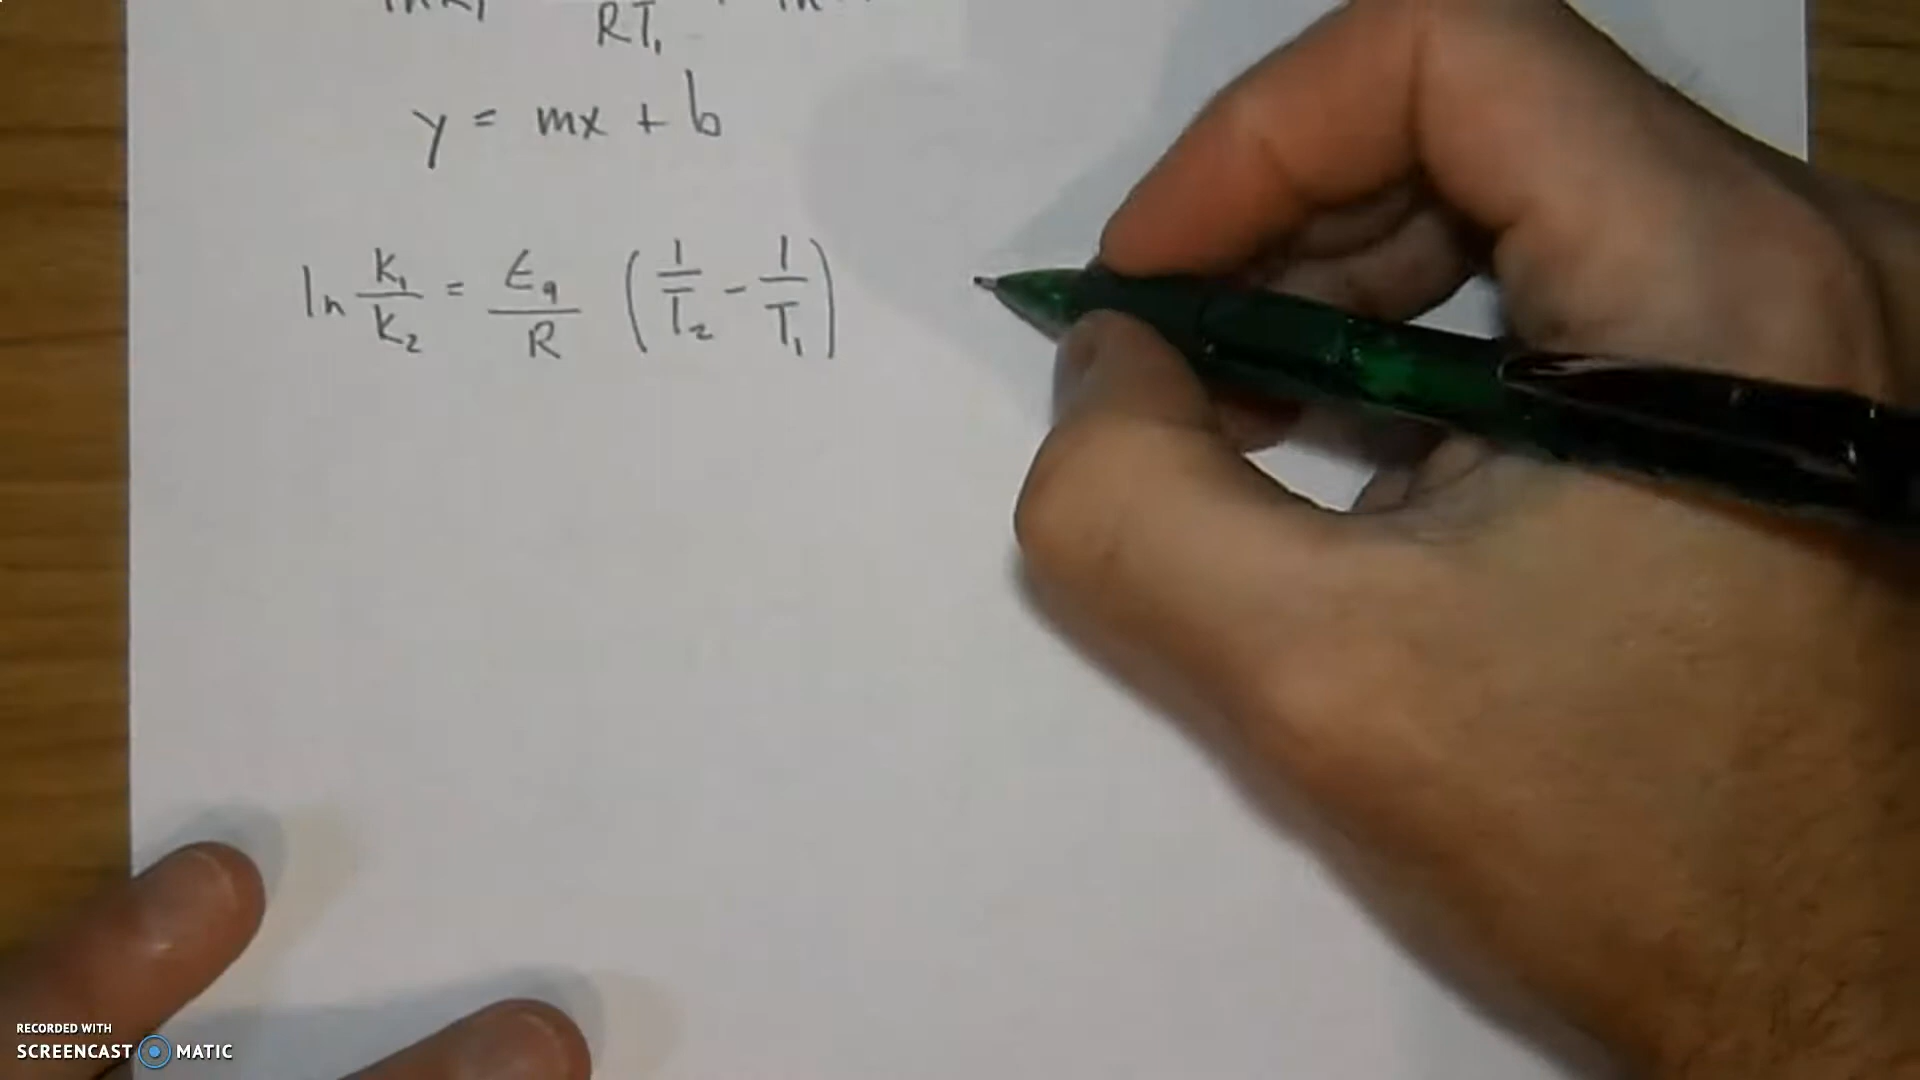 RT₁
y = mx + b
ln K₁/K₂ = Ea/R (1/T₂ - 1/T₁)
RECORDED WITH
SCREENCAST MATIC